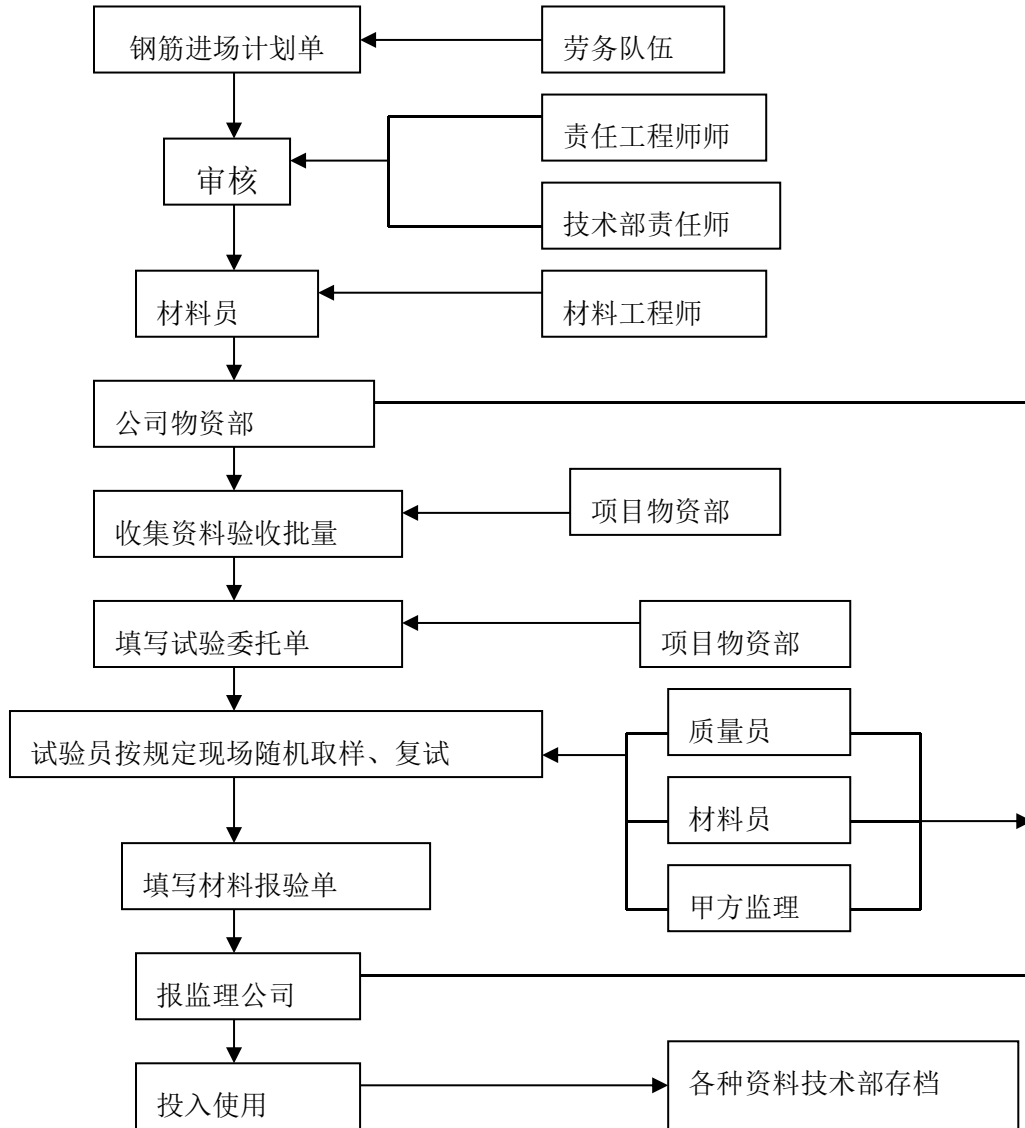 钢筋进场计划单
劳务队伍
责任工程师师
审核
技术部责任师
材料员
材料工程师
公司物资部
项目物资部
收集资料验收批量
填写试验委托单
项目物资部
质量员
试验员按规定现场随机取样、复试
材料员
填写材料报验单
甲方监理
报监理公司
各种资料技术部存档
投入使用